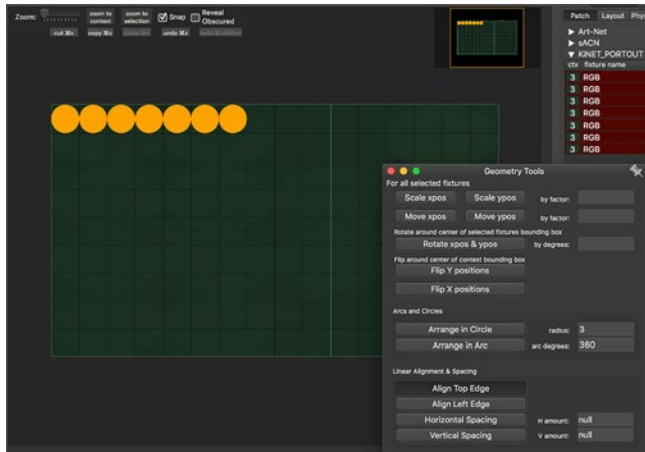 Zoom:
zoom to context
zoom to selection
Snap
Reveal Obscured
cut ⌘x
copy ⌘c
undo ⌘z
Patch Layout Phy
Art-Net
sACN
KiNET_PORTOUT
ctx fixture name
3 RGB
3 RGB
3 RGB
3 RGB
3 RGB
3 RGB
3 RGB
Geometry Tools
For all selected fixtures
Scale xpos Scale ypos by factor:
Move xpos Move ypos by factor:
Rotate around center of selected fixtures bounding box
Rotate xpos & ypos by degrees:
Flip around center of context bounding box
Flip Y positions
Flip X positions
Arcs and Circles
Arrange in Circle radius: 3
Arrange in Arc arc degrees: 360
Linear Alignment & Spacing
Align Top Edge
Align Left Edge
Horizontal Spacing H amount: null
Vertical Spacing V amount: null